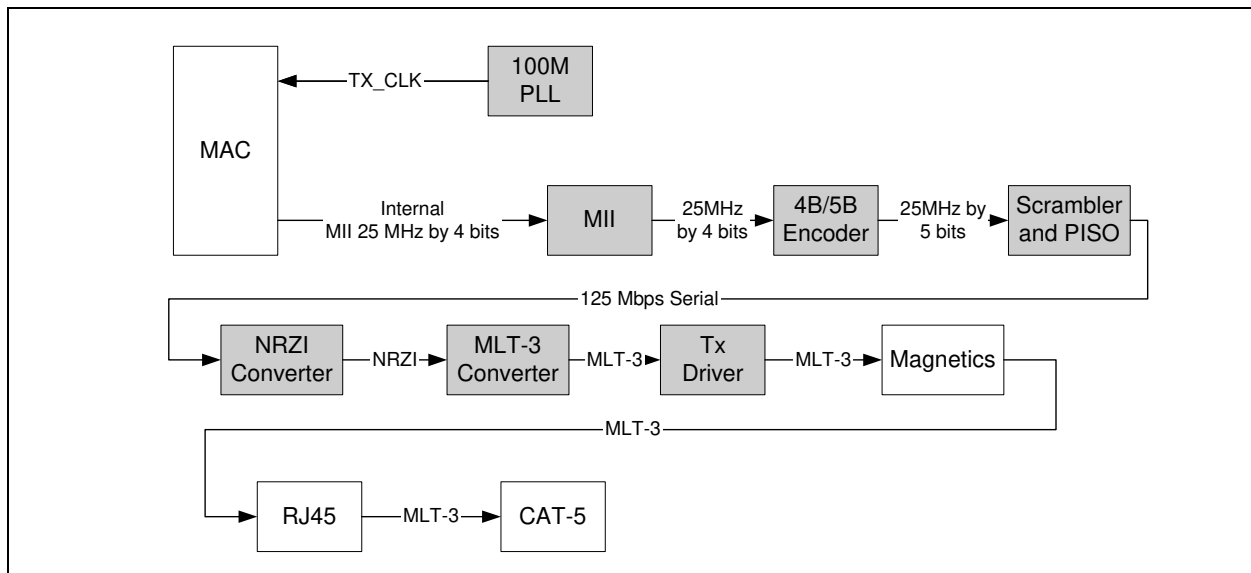 100M
PLL
TX_CLK
MAC
Internal
MII 25 MHz by 4 bits
MII
25MHz
by 4 bits
4B/5B
Encoder
25MHz by
5 bits
Scrambler
and PISO
125 Mbps Serial
NRZI
Converter
NRZI
MLT-3
Converter
MLT-3
Tx
Driver
MLT-3
Magnetics
MLT-3
RJ45
MLT-3
CAT-5